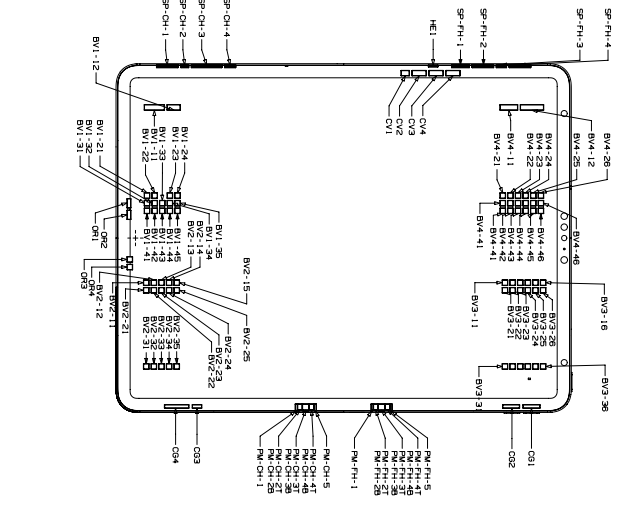 SP-CH-1
SP-CH-2
SP-CH-3
SP-CH-4
HE1
SP-FH-1
SP-FH-2
SP-FH-3
SP-FH-4
BV1-12
CV1
CV2
CV3
CV4
BV1-31
BV1-32
BV1-21
BV1-22
BV1-11
BV1-33
BV1-23
BV1-24
BV4-21
BV4-11
BV4-22
BV4-23
BV4-24
BV4-25
BV4-12
BV4-26
OR1
OR2
BV1-41
BV1-42
BV1-43
BV1-44
BV1-45
BV1-34
BV1-35
BV4-41
BV4-41
BV4-42
BV4-43
BV4-44
BV4-45
BV4-46
BV4-46
OR3
OR4
BV2-12
BV2-11
BV2-21
BV2-13
BV2-14
BV2-15
BV2-31
BV2-32
BV2-33
BV2-34
BV2-35
BV2-22
BV2-23
BV2-24
BV2-25
BV3-11
BV3-21
BV3-22
BV3-23
BV3-24
BV3-25
BV3-26
BV3-16
BV3-31
BV3-36
CG4
CG3
PM-CH-1
PM-CH-2B
PM-CH-2T
PM-CH-3B
PM-CH-3T
PM-CH-4B
PM-CH-4T
PM-CH-5
PM-FH-1
PM-FH-2B
PM-FH-2T
PM-FH-3B
PM-FH-3T
PM-FH-4B
PM-FH-4T
PM-FH-5
CG2
CG1